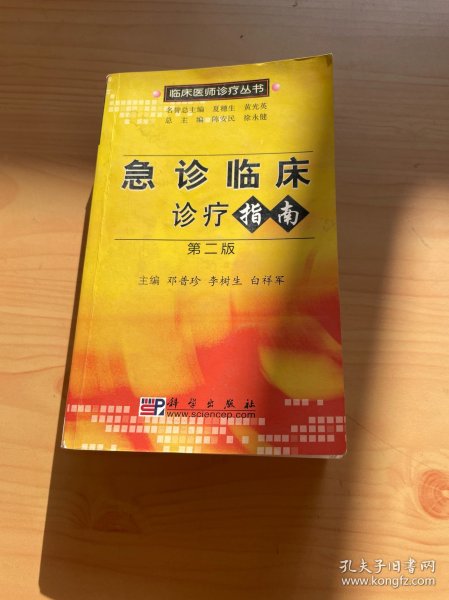 临床医师诊疗丛书
名誉总主编 夏穗生 黄光英
总主编 陈安民 徐永健
急诊临床
诊疗指南
第二版
主编 邓普珍 李树生 白祥军
科学出版社
www.sciencep.com
孔夫子旧书网
www.kongfz.com